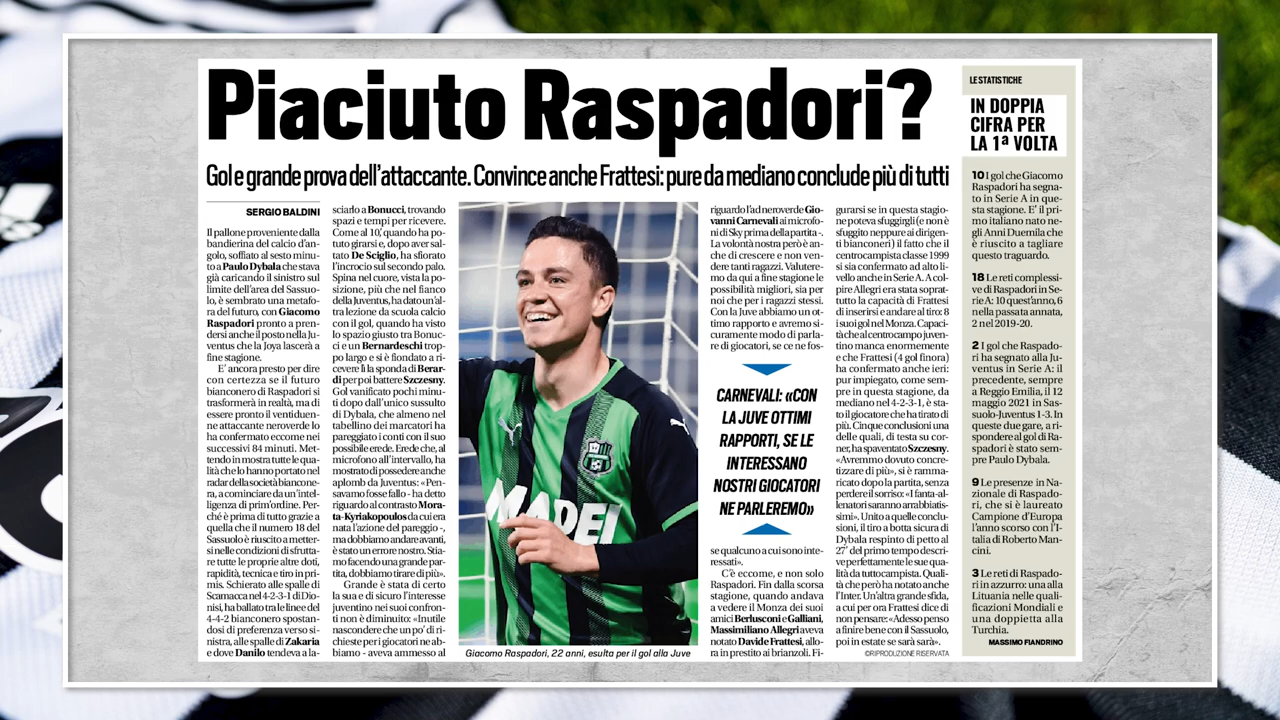 Piaciuto Raspadori?
Gol e grande prova dell'attaccante. Convince anche Frattesi: pure da mediano conclude più di tutti
SERGIO BALDINI
Il pallone proveniente dalla
bandierina del calcio d'an-
golo, soffiato al sesto minu-
to a Paulo Dybala che stava
già caricando il sinistro sul
limite dell'area del Sassuo-
lo, è sembrato una metafo-
ra del futuro, con Giacomo
Raspadori pronto a pren-
dersi anche il posto nella Ju-
ventus che la Joya lascerà a
fine stagione.
E' ancora presto per dire
con certezza se il futuro
bianconero di Raspadori si
trasformerà in realtà, ma di
essere pronto il ventiduen-
ne attaccante neroverde lo
ha confermato eccome nei
successivi 84 minuti. Met-
tendo in mostra tutte le qua-
lità che lo hanno portato nel
radar della società biancone-
ra, a cominciare da un'intel-
ligenza di prim'ordine. Per-
ché è prima di tutto grazie a
quella che il numero 18 del
Sassuolo è riuscito a metter-
si nelle condizioni di sfrutta-
re tutte le proprie altre doti,
rapidità, tecnica e tiro in pri-
mis. Schierato alle spalle di
Scamacca nel 4-2-3-1 di Dio-
nisi, ha ballato tra le linee del
4-4-2 bianconero spostan-
dosi di preferenza verso si-
nistra, alle spalle di Zakaria
e dove Danilo tendeva a la-
sciarlo a Bonucci, trovando
spazi e tempi per ricevere.
Come al 10', quando ha po-
tuto girarsi e, dopo aver sal-
tato De Sciglio, ha sfiorato
l'incrocio sul secondo palo.
Spina nel cuore, vista la po-
sizione, più che nel fianco
della Juventus, ha dato un'al-
tra lezione da scuola calcio
con il gol, quando ha visto
lo spazio giusto tra Bonuc-
ci e un Bernardeschi trop-
po largo e si è fiondato a ri-
cevere lì la sponda di Berar-
di per poi battere Szczesny.
Gol vanificato pochi minu-
ti dopo dall'unico sussulto
di Dybala, che almeno nel
tabellino dei marcatori ha
pareggiato i conti con il suo
possibile erede. Erede che, al
microfono all'intervallo, ha
mostrato di possedere anche
aplomb da Juventus: «Pen-
savamo fosse fallo - ha detto
riguardo al contrasto Mora-
ta-Kyriakopoulos da cui era
nata l'azione del pareggio -,
ma dobbiamo andare avanti,
è stato un errore nostro. Stia-
mo facendo una grande par-
tita, dobbiamo tirare di più».
Grande è stata di certo
la sua e di sicuro l'interesse
juventino nei suoi confron-
ti non è diminuito: «Inutile
nascondere che un po' di ri-
chieste per i giocatori ne ab-
biamo - aveva ammesso al
MAPEI
Giacomo Raspadori, 22 anni, esulta per il gol alla Juve
riguardo l'ad neroverde Gio-
vanni Carnevali ai microfo-
ni di Sky prima della partita -.
La volontà nostra però è an-
che di crescere e non ven-
dere tanti ragazzi. Valutere-
mo da qui a fine stagione le
possibilità migliori, sia per
noi che per i ragazzi stessi.
Con la Juve abbiamo un ot-
timo rapporto e avremo si-
curamente modo di parla-
re di giocatori, se ce ne fos-
CARNEVALI: «CON
LA JUVE OTTIMI
RAPPORTI, SE LE
INTERESSANO
NOSTRI GIOCATORI
NE PARLEREMO»
se qualcuno a cui sono inte-
ressati».
C'è eccome, e non solo
Raspadori. Fin dalla scorsa
stagione, quando andava
a vedere il Monza dei suoi
amici Berlusconi e Galliani,
Massimiliano Allegri aveva
notato Davide Frattesi, allo-
ra in prestito ai brianzoli. Fi-
gurarsi se in questa stagio-
ne poteva sfuggirgli (e non è
sfuggito neppure ai dirigen-
ti bianconeri) il fatto che il
centrocampista classe 1999
si sia confermato ad alto li-
vello anche in Serie A. A col-
pire Allegri era stata soprat-
tutto la capacità di Frattesi
di inserirsi e andare al tiro: 8
i suoi gol nel Monza. Capaci-
tà che al centrocampo juven-
tino manca enormemente
e che Frattesi (4 gol finora)
ha confermato anche ieri:
pur impiegato, come sem-
pre in questa stagione, da
mediano nel 4-2-3-1, è sta-
to il giocatore che ha tirato di
più. Cinque conclusioni una
delle quali, di testa su cor-
ner, ha spaventato Szczesny.
«Avremmo dovuto concre-
tizzare di più», si è ramma-
ricato dopo la partita, senza
perdere il sorriso: «I fanta-al-
lenatori saranno arrabbiatis-
simi». Unito a quelle conclu-
sioni, il tiro a botta sicura di
Dybala respinto di petto al
27' del primo tempo descri-
ve perfettamente le sue qua-
lità da tuttocampista. Quali-
tà che però ha notato anche
l'Inter. Un'altra grande sfida,
a cui per ora Frattesi dice di
non pensare: «Adesso penso
a finire bene con il Sassuolo,
poi in estate se sarà sarà».
©RIPRODUZIONE RISERVATA
LE STATISTICHE
IN DOPPIA
CIFRA PER
LA 1ª VOLTA
10 I gol che Giacomo
Raspadori ha segna-
to in Serie A in que-
sta stagione. E' il pri-
mo italiano nato ne-
gli Anni Duemila che
è riuscito a tagliare
questo traguardo.
18 Le reti complessi-
ve di Raspadori in Se-
rie A: 10 quest'anno, 6
nella passata annata,
2 nel 2019-20.
2 I gol che Raspado-
ri ha segnato alla Ju-
ventus in Serie A: il
precedente, sempre
a Reggio Emilia, il 12
maggio 2021 in Sas-
suolo-Juventus 1-3. In
queste due gare, a ri-
spondere al gol di Ra-
spadori è stato sem-
pre Paulo Dybala.
9 Le presenze in Na-
zionale di Raspado-
ri, che si è laureato
Campione d'Europa
l'anno scorso con l'I-
talia di Roberto Man-
cini.
3 Le reti di Raspado-
ri in azzurro: una alla
Lituania nelle quali-
ficazioni Mondiali e
una doppietta alla
Turchia.
MASSIMO FIANDRINO